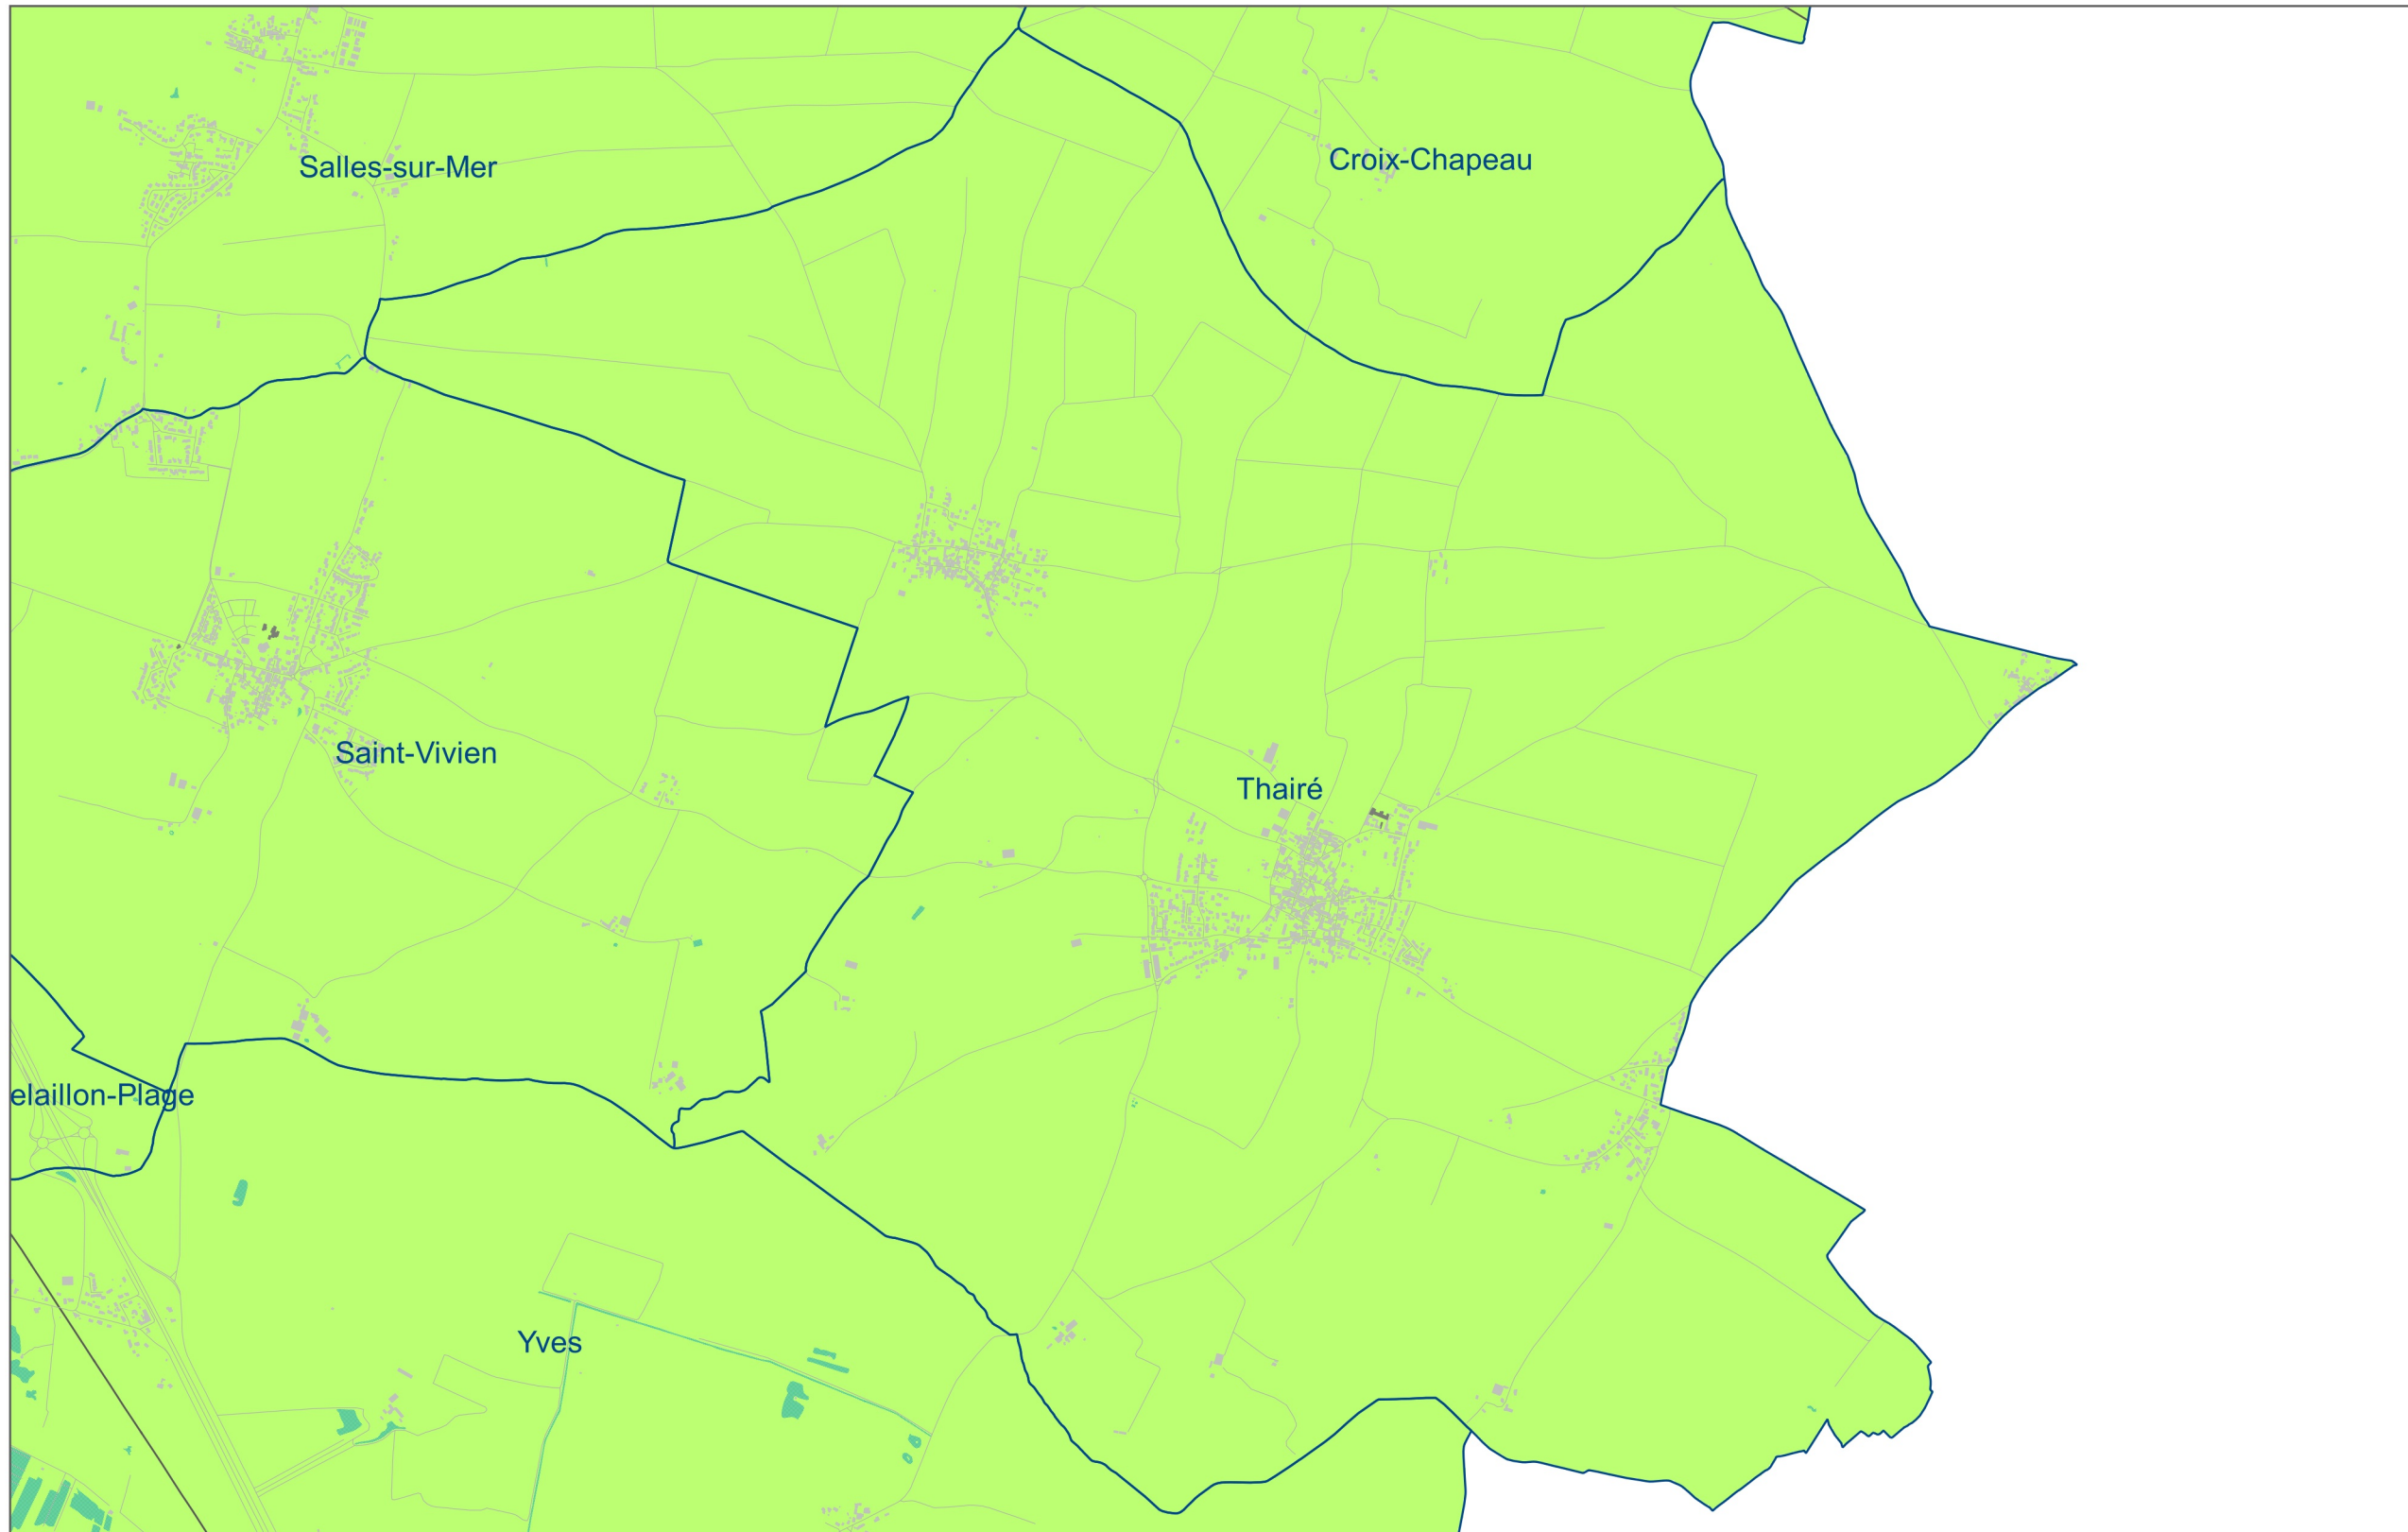 Croix-Chapeau
Salles-sur-Mer
Saint-Vivien
Thairé
elaillon-Plage
Yves